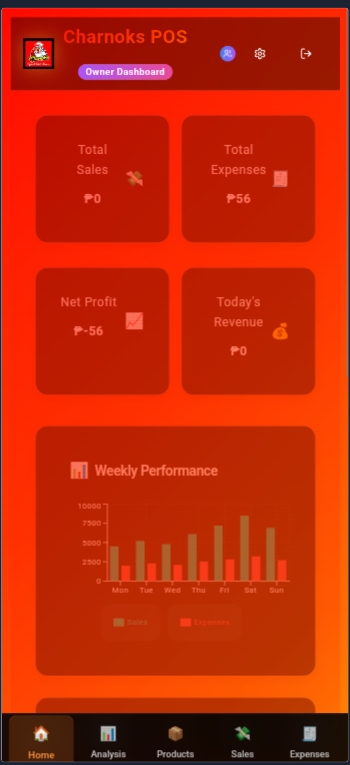 Charnoks POS
Owner Dashboard
Total
Sales
₱0
Total
Expenses
₱56
Net Profit
₱-56
Today's
Revenue
₱0
Weekly Performance
10000
7500
5000
2500
0
Mon Tue Wed Thu Fri Sat Sun
Sales Expenses
Home Analysis Products Sales Expenses